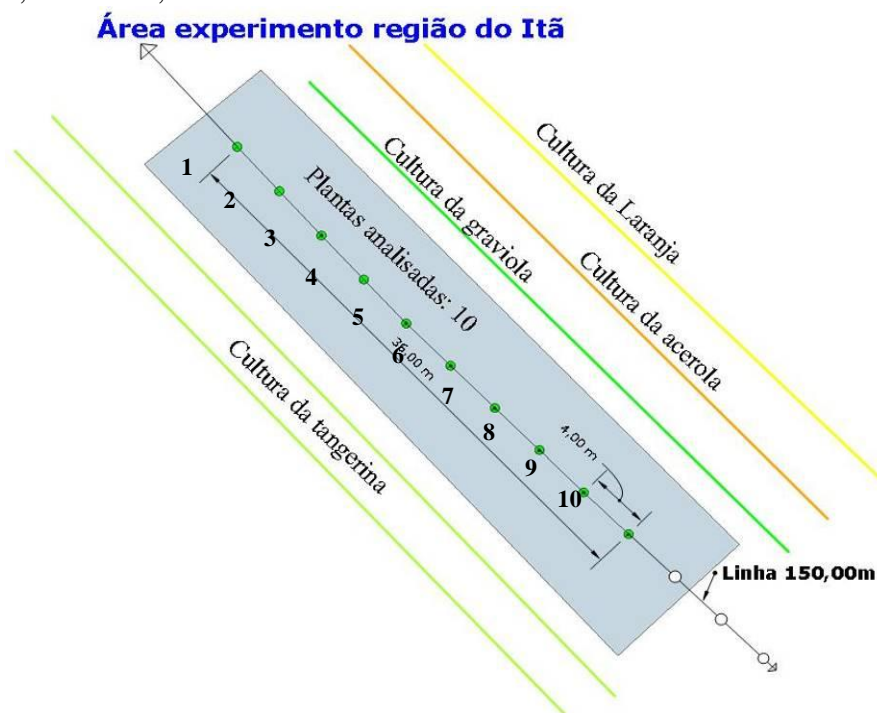 Área experimento região do Itã
Cultura da Laranja
Cultura da graviola
Cultura da acerola
Plantas analisadas: 10
1
2
3
4
5
6
36,00 m
7
8
9
10
4,00 m
Cultura da tangerina
Linha 150,00m